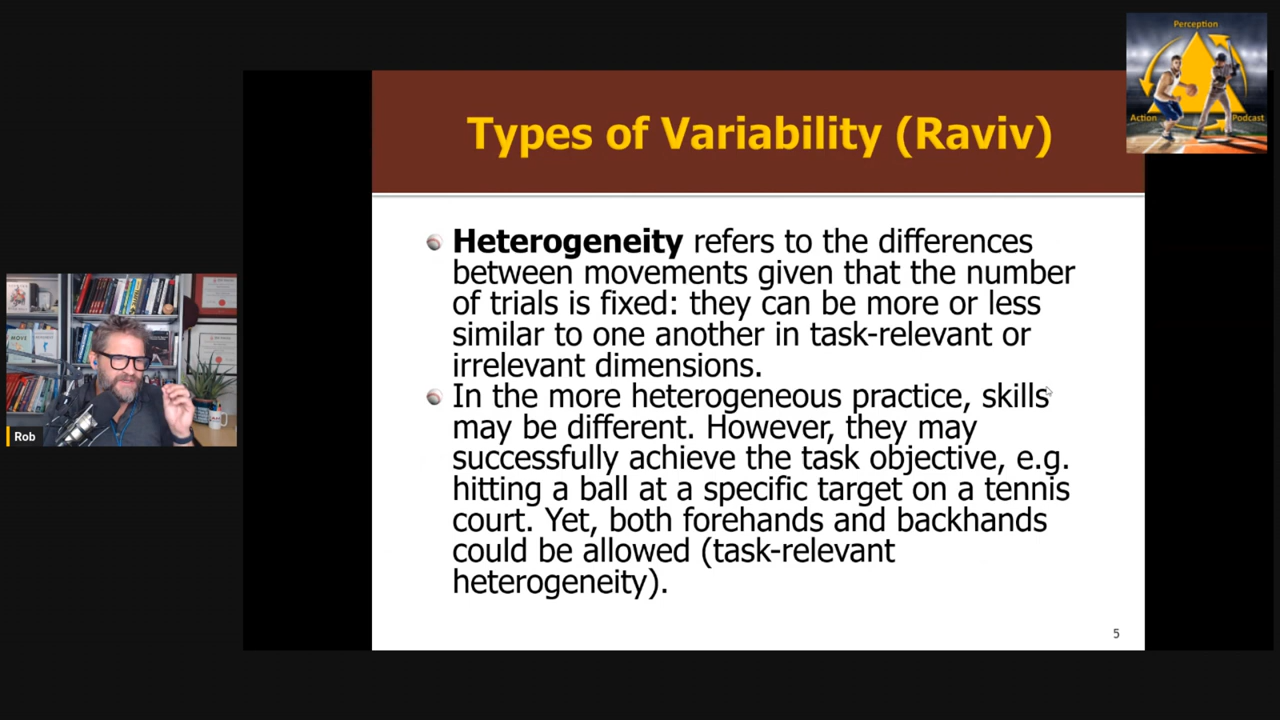 Perception
Action
Podcast
Types of Variability (Raviv)
Heterogeneity refers to the differences
between movements given that the number
of trials is fixed: they can be more or less
similar to one another in task-relevant or
irrelevant dimensions.
In the more heterogeneous practice, skills
may be different. However, they may
successfully achieve the task objective, e.g.
hitting a ball at a specific target on a tennis
court. Yet, both forehands and backhands
could be allowed (task-relevant
heterogeneity).
5
MOVE
Rob